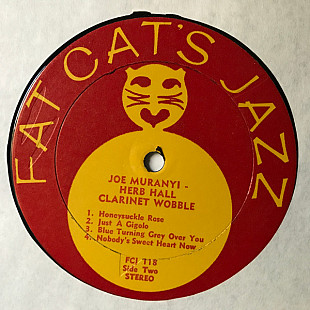 FAT CAT'S JAZZ
JOE MURANYI -
HERB HALL
CLARINET WOBBLE
1. Honeysuckle Rose
2. Just A Gigolo
3. Blue Turning Grey Over You
4. Nobody's Sweet Heart Now
FCJ 118
Side Two
STEREO